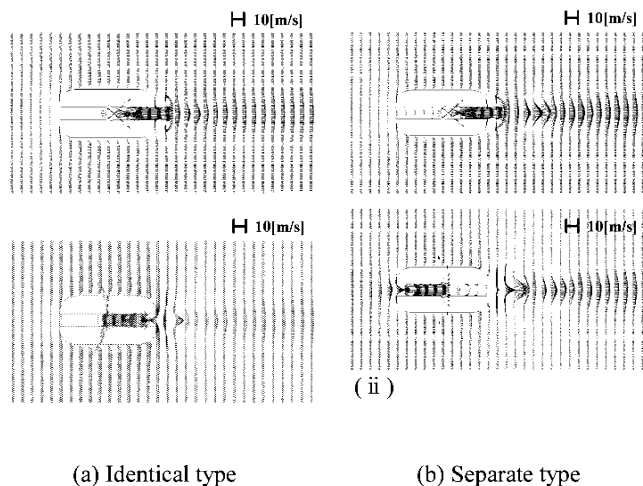 10[m/s]
10[m/s]
10[m/s]
10[m/s]
( ii )
(a) Identical type
(b) Separate type